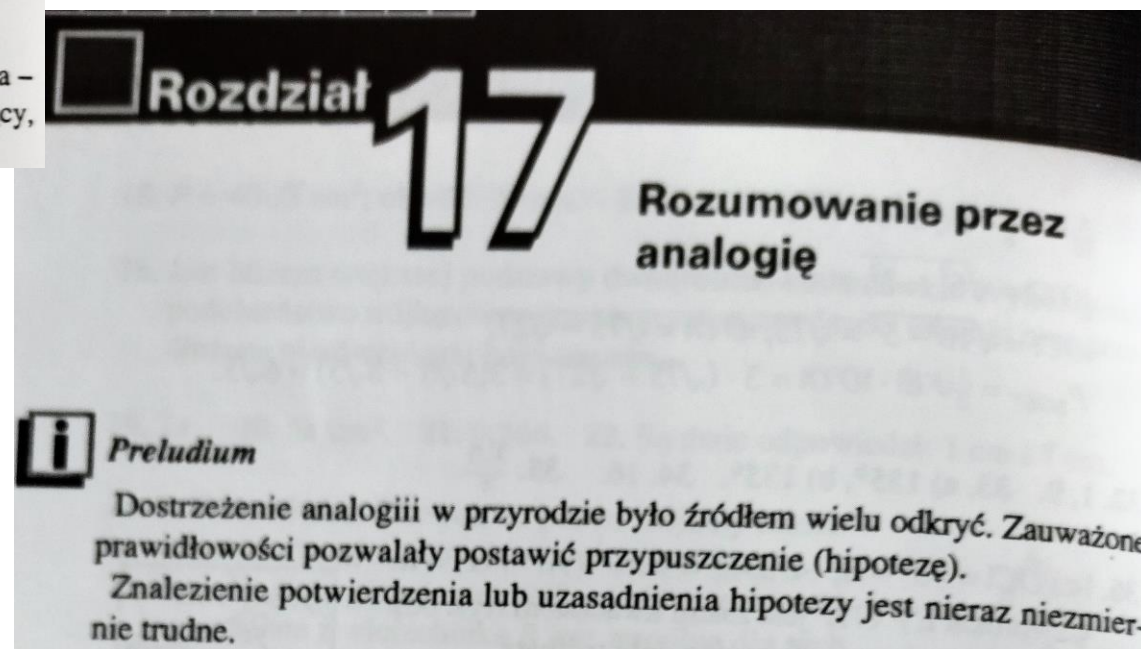 a –
cy,
Rozdział 17
Rozumowanie przez
analogię
i Preludium
Dostrzeżenie analogiii w przyrodzie było źródłem wielu odkryć. Zauważone
prawidłowości pozwalały postawić przypuszczenie (hipotezę).
Znalezienie potwierdzenia lub uzasadnienia hipotezy jest nieraz niezmier-
nie trudne.